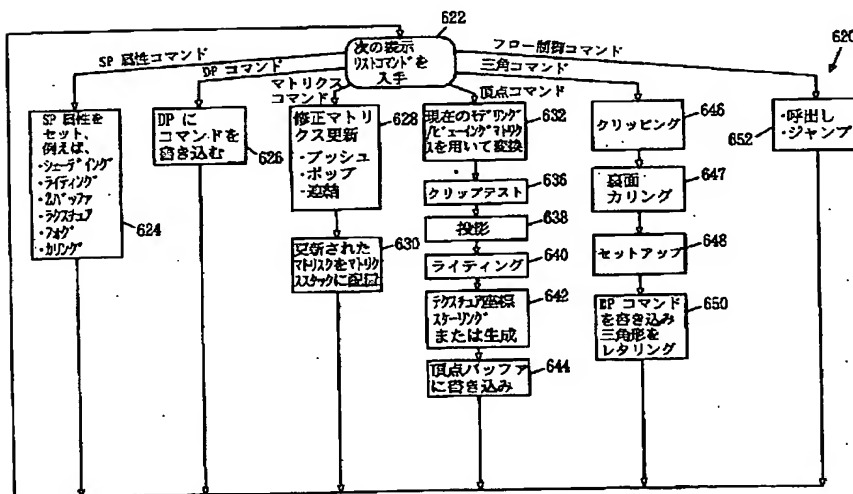 622
次の表示
リストコマンドを
入手
620
SP 属性コマンド
DP コマンド
マトリクス
コマンド
頂点コマンド
三角コマンド
フロー制御コマンド
SP 属性を
セット、
例えば、
・シェーディング
・ライティング
・Zバッファ
・ラクスチュア
・フォグ
・カリング
624
DP に
コマンドを
書き込む
626
修正マトリ
クス更新
・プッシュ
・ポップ
・連結
628
更新された
マトリスクをマトリク
ススタックに配置
630
現在のモデリング
/ビューイングマトリク
スを用いて変換
632
クリップテスト
636
投影
638
ライティング
640
テクスチュア座標
スケーリング
または生成
642
頂点バッファ
に書き込み
644
クリッピング
646
裏面
カリング
647
セットアップ
648
DP コマンド
を書き込み
三角形を
レタリング
650
・呼出し
・ジャンプ
652